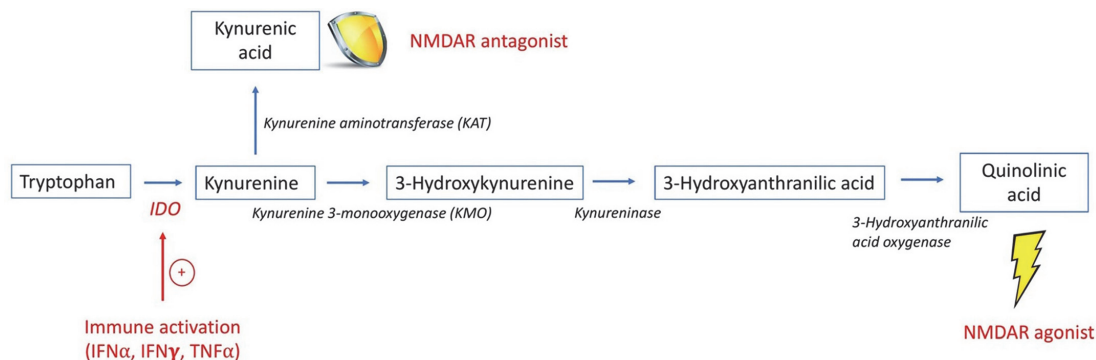 Kynurenic
acid
NMDAR antagonist
Kynurenine aminotransferase (KAT)
Tryptophan
Kynurenine
3-Hydroxykynurenine
3-Hydroxyanthranilic acid
Quinolinic
acid
IDO
Kynurenine 3-monooxygenase (KMO)
Kynureninase
3-Hydroxyanthranilic
acid oxygenase
+
Immune activation
(IFNα, IFNγ, TNFα)
NMDAR agonist